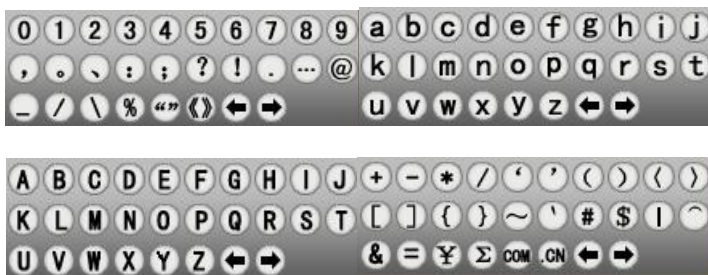 0 1 2 3 4 5 6 7 8 9
, 。 、 : ; ? ! . … @
_ / \ % “” 《》 ← →
a b c d e f g h i j
k l m n o p q r s t
u v w x y z ← →
A B C D E F G H I J
K L M N O P Q R S T
U V W X Y Z ← →
+ - * / ‘ ’ ( ) 〈 〉
[ ] { } ~ ` # $ | ^
& = ¥ Σ COM .CN ← →